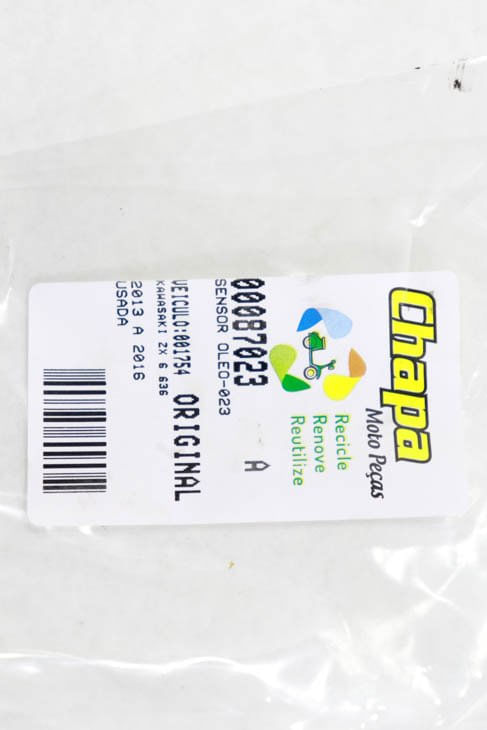 Chapa
Moto Peças
Recicle
Renove
Reutilize
00087023
A
SENSOR OLEO-023
VEICULO:001754 ORIGINAL
KAWASAKI ZX 6 636
2013 A 2016
USADA